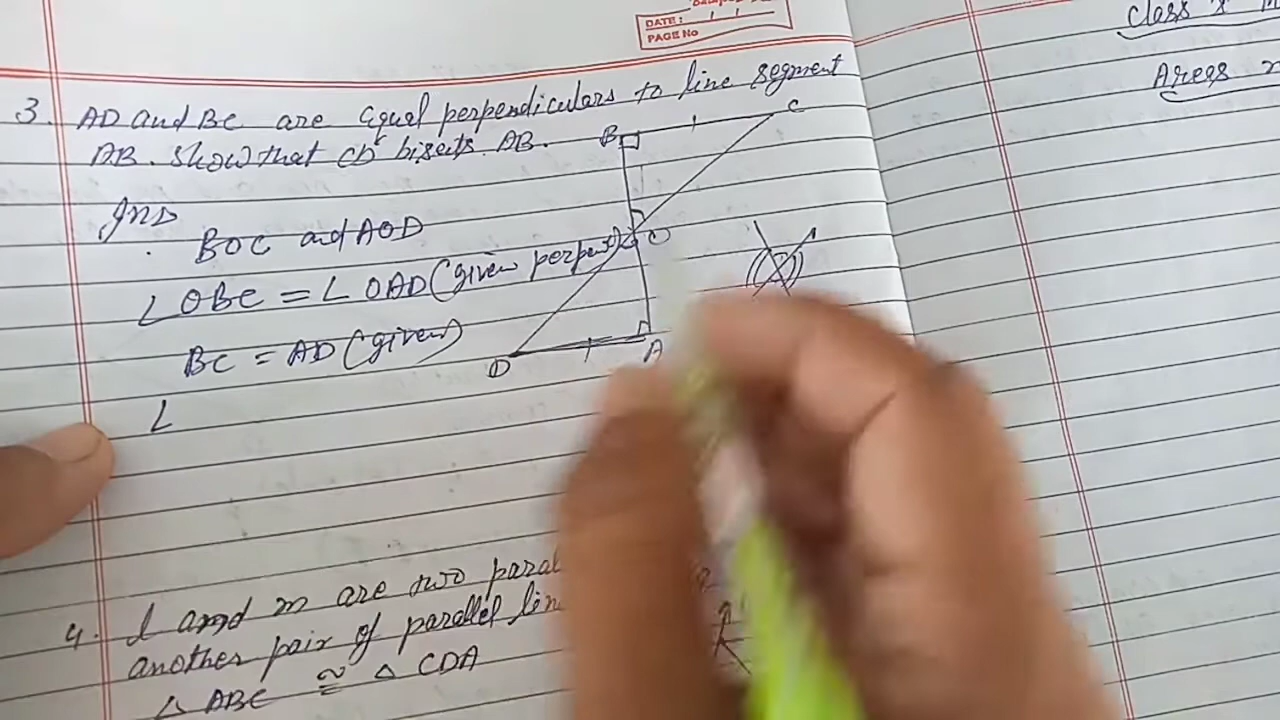 DATE: / /
PAGE No
Class
Areas
3. AD and BC are Equal perpendiculars to line segment
AB. Show that CD bisects AB.
B C
In Δ
BOC and AOD
∠ OBC = ∠ OAD (given perpent)
O
BC = AD (given)
D A
∠
4. l and m are two paral
another pair of parallel lin
Δ ABC ≅ Δ CDA